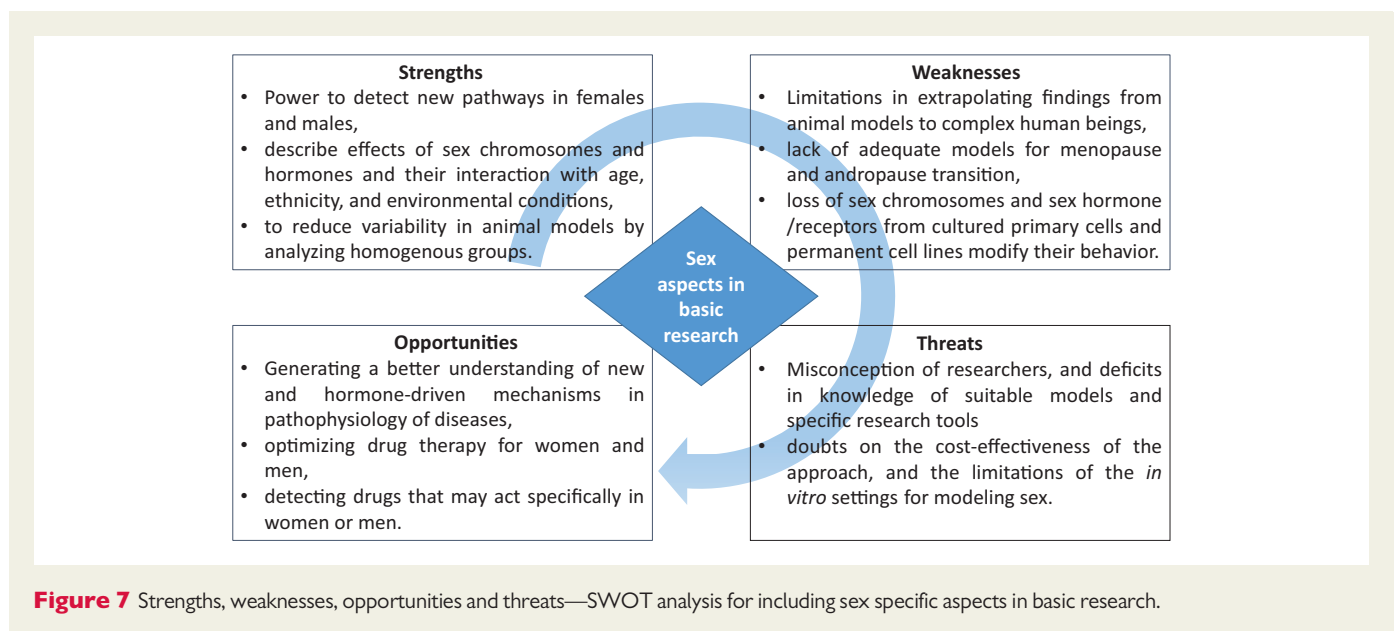 Strengths
• Power to detect new pathways in females
and males,
• describe effects of sex chromosomes and
hormones and their interaction with age,
ethnicity, and environmental conditions,
• to reduce variability in animal models by
analyzing homogenous groups.
Weaknesses
• Limitations in extrapolating findings from
animal models to complex human beings,
• lack of adequate models for menopause
and andropause transition,
• loss of sex chromosomes and sex hormone
/receptors from cultured primary cells and
permanent cell lines modify their behavior.
Sex
aspects in
basic
research
Opportunities
• Generating a better understanding of new
and hormone-driven mechanisms in
pathophysiology of diseases,
• optimizing drug therapy for women and
men,
• detecting drugs that may act specifically in
women or men.
Threats
• Misconception of researchers, and deficits
in knowledge of suitable models and
specific research tools
• doubts on the cost-effectiveness of the
approach, and the limitations of the in
vitro settings for modeling sex.
Figure 7 Strengths, weaknesses, opportunities and threats—SWOT analysis for including sex specific aspects in basic research.